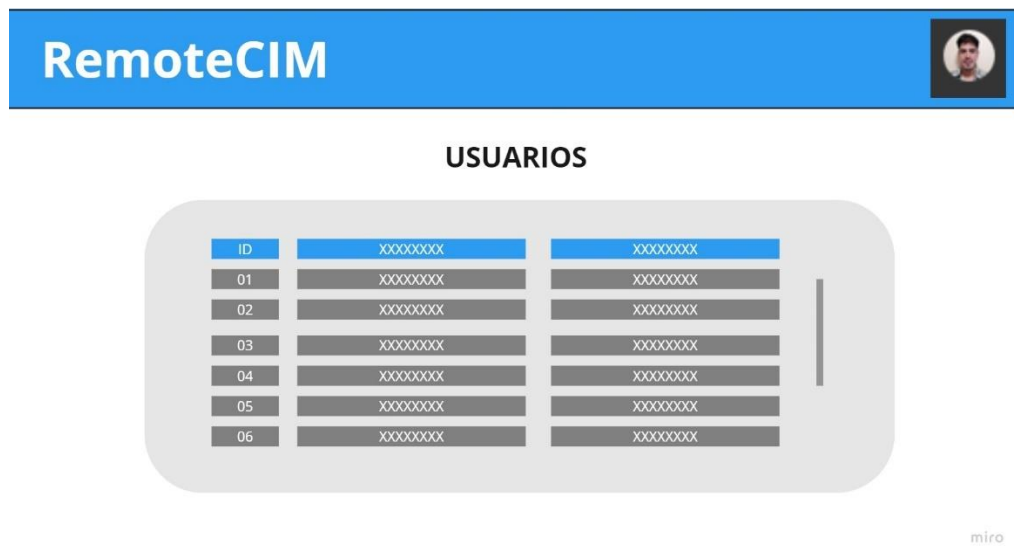 RemoteCIM
USUARIOS
ID XXXXXXXX XXXXXXXX
01 XXXXXXXX XXXXXXXX
02 XXXXXXXX XXXXXXXX
03 XXXXXXXX XXXXXXXX
04 XXXXXXXX XXXXXXXX
05 XXXXXXXX XXXXXXXX
06 XXXXXXXX XXXXXXXX
miro